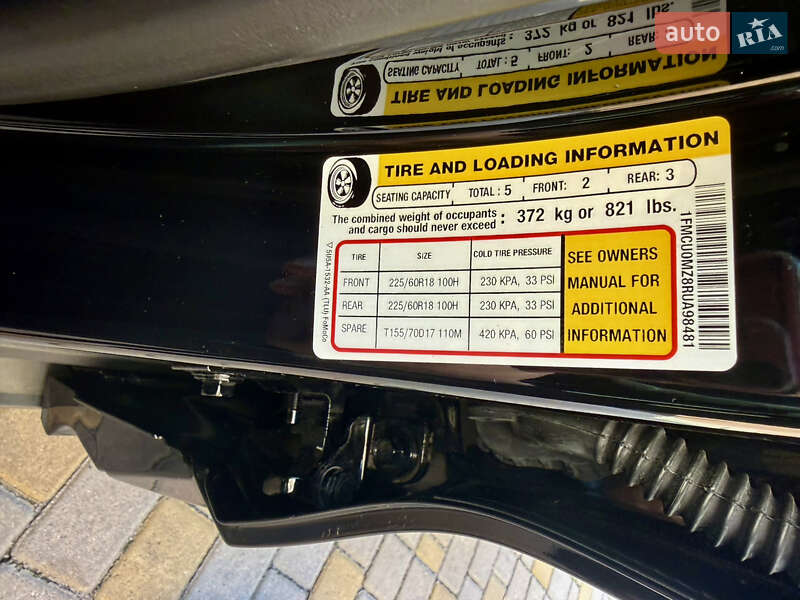 auto RIA .com
372 kg or 821 lbs.
SEATING CAPACITY TOTAL : 5 FRONT: 2 REAR:
TIRE AND LOADING INFORMATION
TIRE AND LOADING INFORMATION
SEATING CAPACITY TOTAL : 5 FRONT: 2 REAR: 3
The combined weight of occupants and cargo should never exceed : 372 kg or 821 lbs.
TIRE SIZE COLD TIRE PRESSURE
FRONT 225/60R18 100H 230 KPA, 33 PSI
REAR 225/60R18 100H 230 KPA, 33 PSI
SPARE T155/70D17 110M 420 KPA, 60 PSI
SEE OWNERS
MANUAL FOR
ADDITIONAL
INFORMATION
1FMCU0MZ8RUA98481